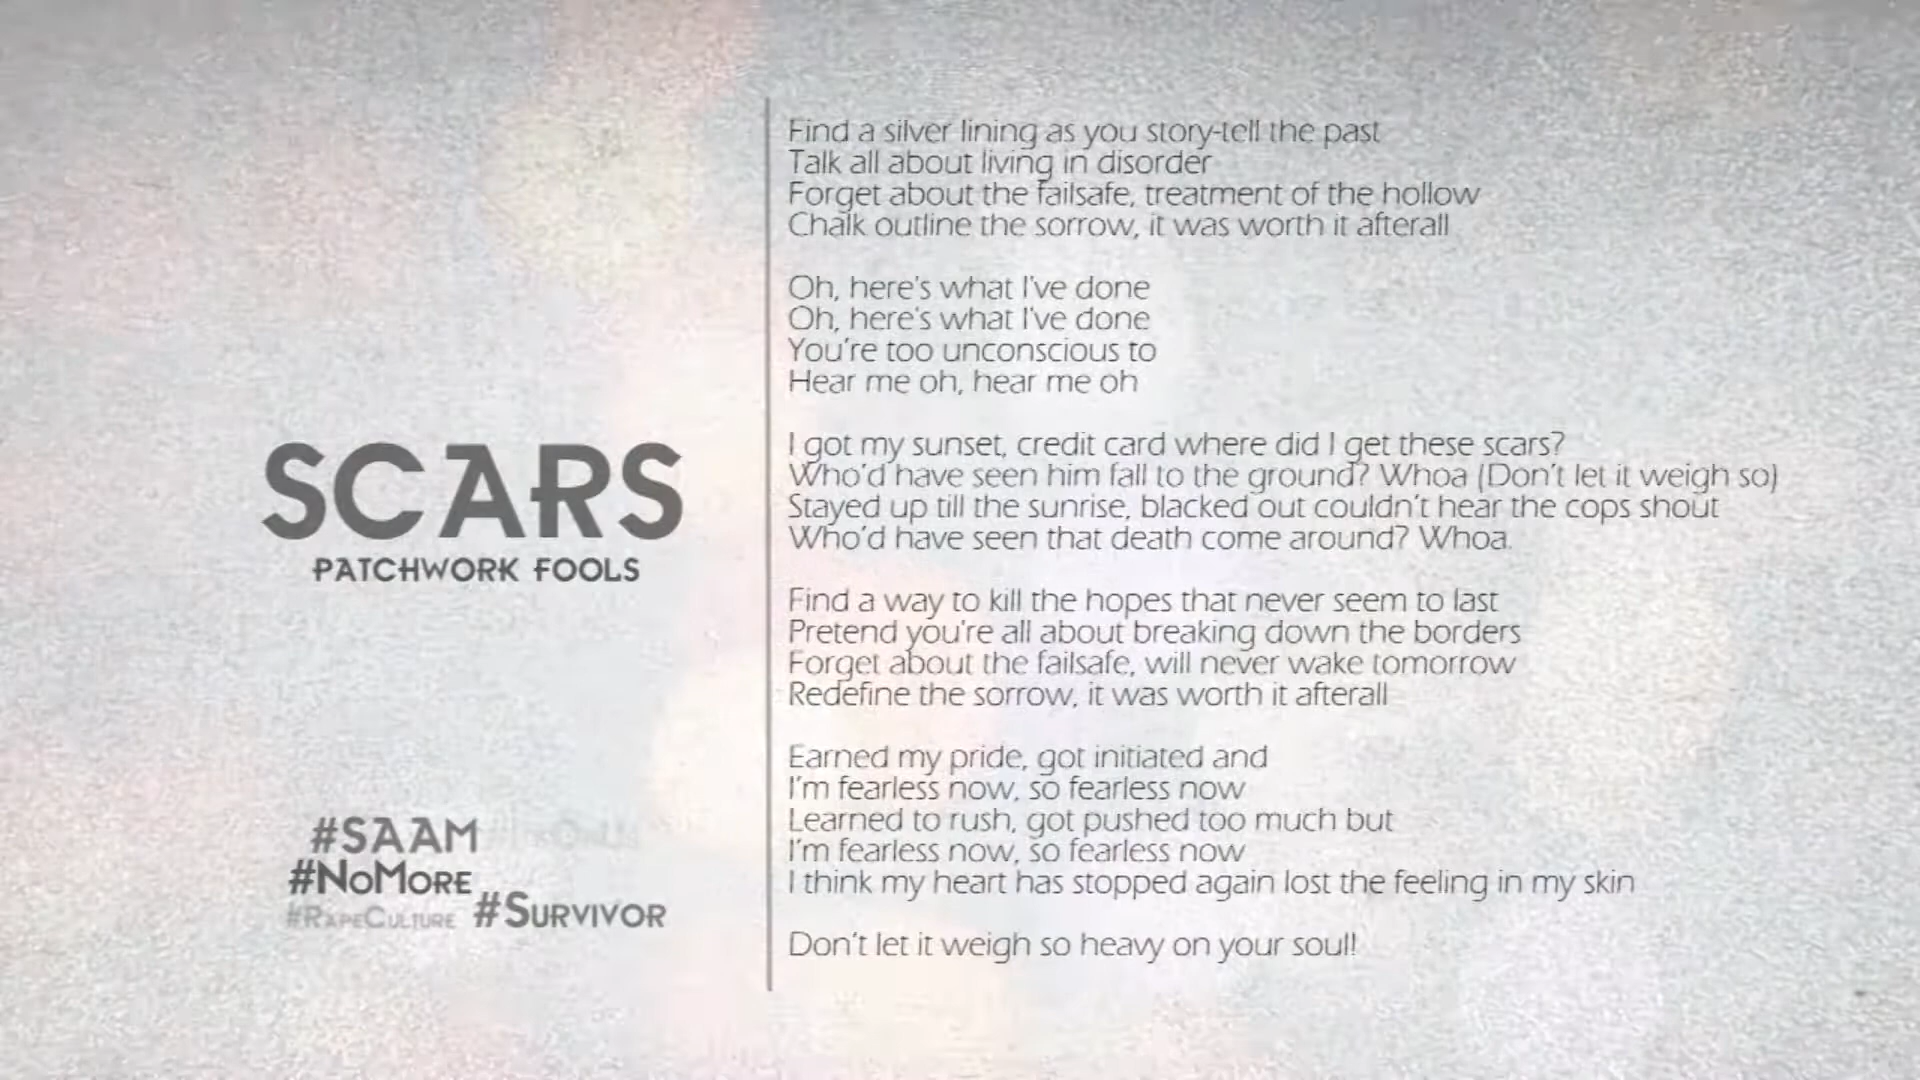 SCARS
PATCHWORK FOOLS
#SAAM
#NOMORE
#RAPECULTURE #SURVIVOR
Find a silver lining as you story-tell the past
Talk all about living in disorder
Forget about the failsafe, treatment of the hollow
Chalk outline the sorrow, it was worth it afterall
Oh, here's what I've done
Oh, here's what I've done
You're too unconscious to
Hear me oh, hear me oh
I got my sunset, credit card where did I get these scars?
Who'd have seen him fall to the ground? Whoa (Don't let it weigh so)
Stayed up till the sunrise, blacked out couldn't hear the cops shout
Who'd have seen that death come around? Whoa.
Find a way to kill the hopes that never seem to last
Pretend you're all about breaking down the borders
Forget about the failsafe, will never wake tomorrow
Redefine the sorrow, it was worth it afterall
Earned my pride, got initiated and
I'm fearless now, so fearless now
Learned to rush, got pushed too much but
I'm fearless now, so fearless now
I think my heart has stopped again lost the feeling in my skin
Don't let it weigh so heavy on your soul!